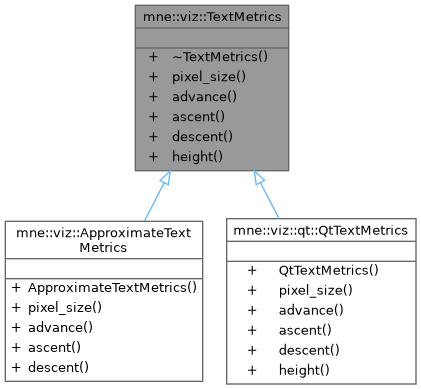 mne::viz::TextMetrics
+ ~TextMetrics()
+ pixel_size()
+ advance()
+ ascent()
+ descent()
+ height()
mne::viz::ApproximateText
Metrics
+ ApproximateTextMetrics()
+ pixel_size()
+ advance()
+ ascent()
+ descent()
mne::viz::qt::QtTextMetrics
+ QtTextMetrics()
+ pixel_size()
+ advance()
+ ascent()
+ descent()
+ height()